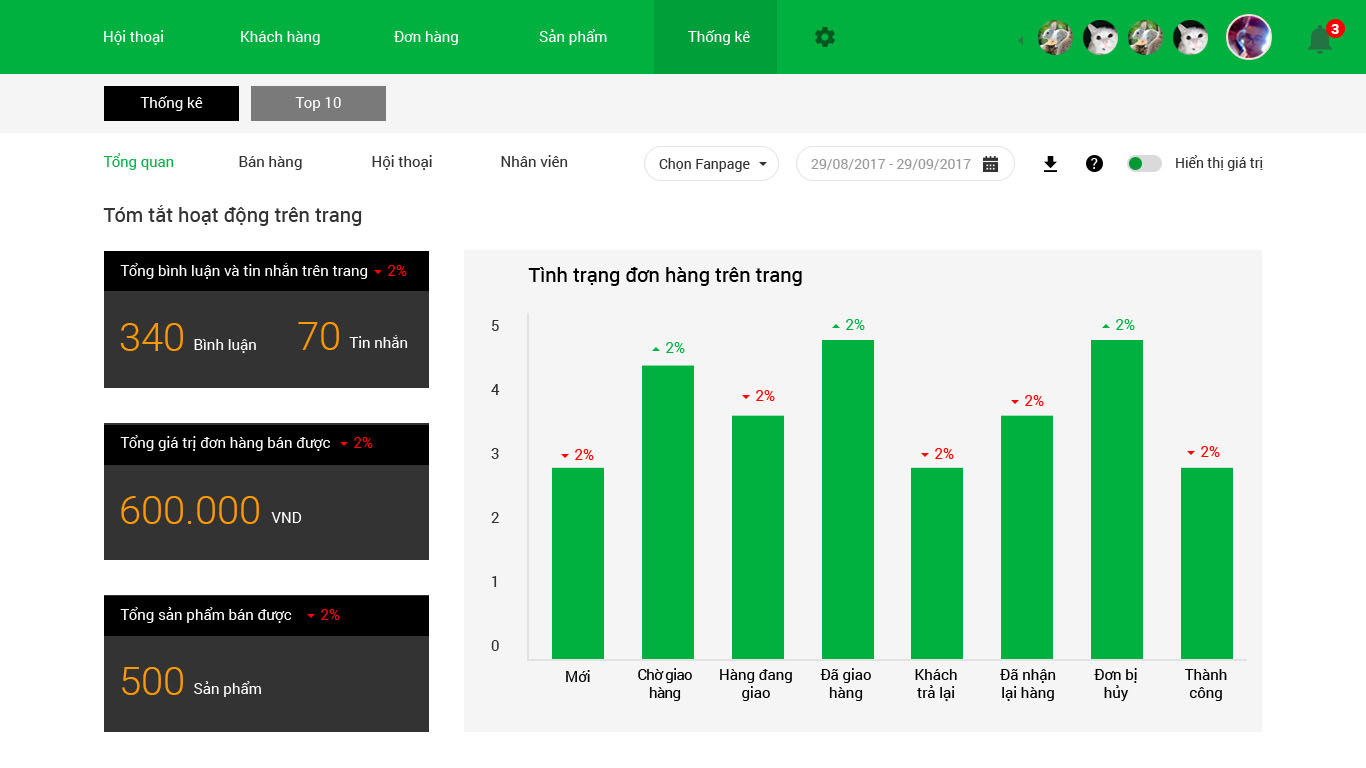 Hội thoại
Khách hàng
Đơn hàng
Sản phẩm
Thống kê
3
Thống kê
Top 10
Tổng quan
Bán hàng
Hội thoại
Nhân viên
Chọn Fanpage
29/08/2017 - 29/09/2017
?
Hiển thị giá trị
Tóm tắt hoạt động trên trang
Tổng bình luận và tin nhắn trên trang 2%
340 Bình luận
70 Tin nhắn
Tổng giá trị đơn hàng bán được 2%
600.000 VND
Tổng sản phẩm bán được 2%
500 Sản phẩm
Tình trạng đơn hàng trên trang
5
4
3
2
1
0
2%
2%
2%
2%
2%
2%
2%
2%
Mới
Chờ giao
hàng
Hàng đang
giao
Đã giao
hàng
Khách
trả lại
Đã nhận
lại hàng
Đơn bị
hủy
Thành
công